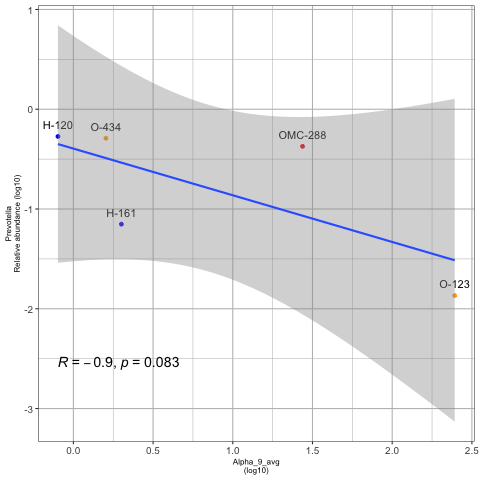 1
0
-1
-2
-3
Prevotella
Relative abundance (log10)
H-120
O-434
OMC-288
H-161
O-123
R = −0.9, p = 0.083
0.0 0.5 1.0 1.5 2.0 2.5
Alpha_9_avg
(log10)